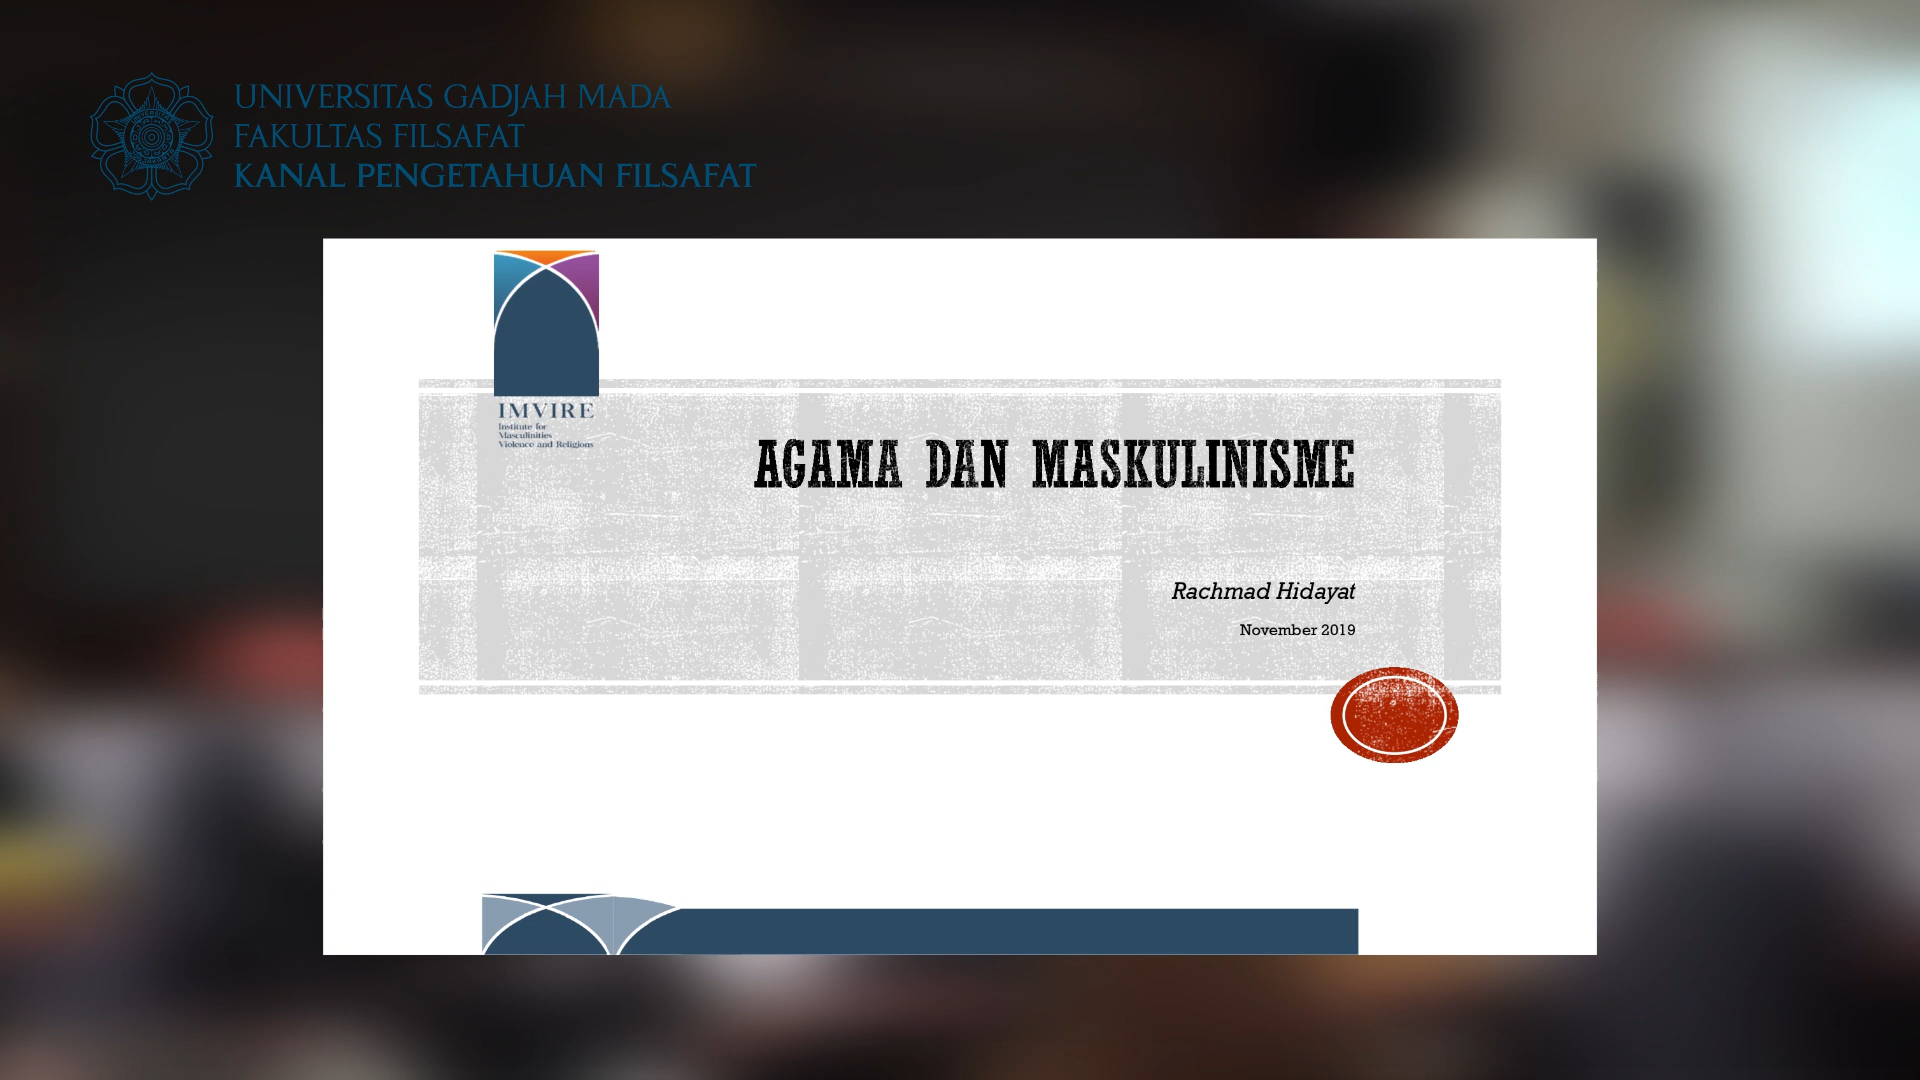 UNIVERSITAS GADJAH MADA
FAKULTAS FILSAFAT
KANAL PENGETAHUAN FILSAFAT
IMVIRE
Institute for
Masculinities
Violence and Religions
AGAMA DAN MASKULINISME
Rachmad Hidayat
November 2019